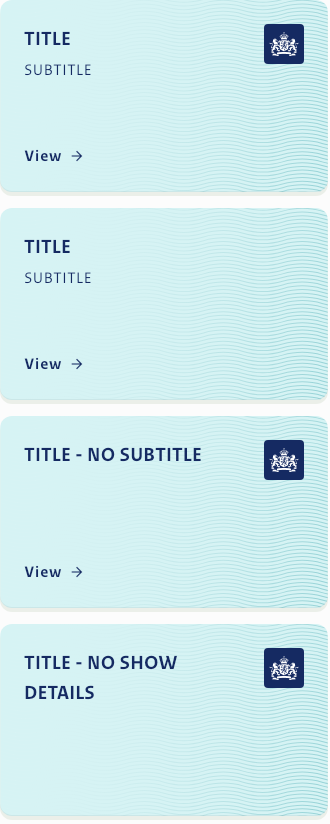 TITLE
SUBTITLE
View
TITLE
SUBTITLE
View
TITLE - NO SUBTITLE
View
TITLE - NO SHOW
DETAILS